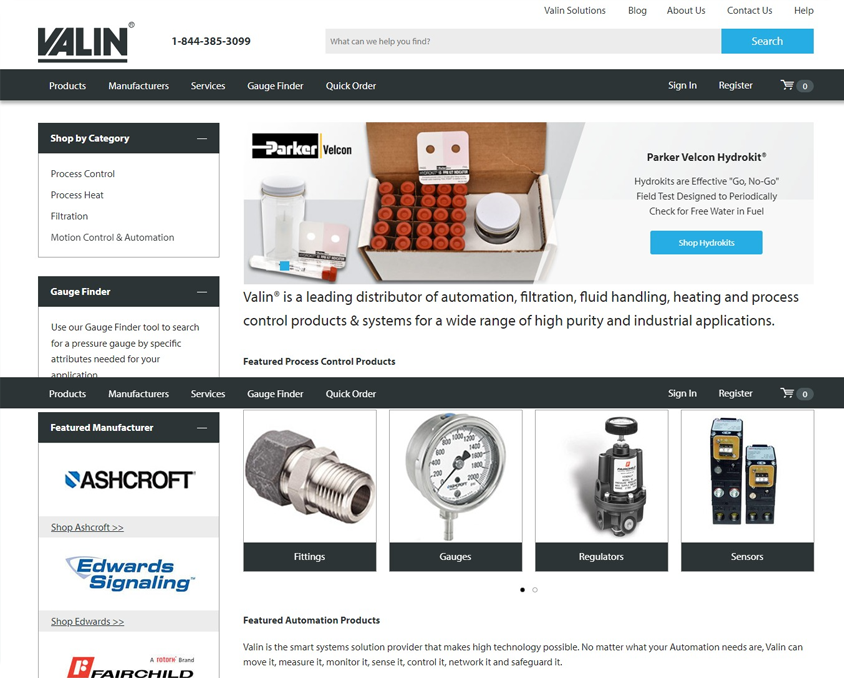 Valin Solutions Blog About Us Contact Us Help
VALIN®
1-844-385-3099
What can we help you find?
Search
Products Manufacturers Services Gauge Finder Quick Order
Sign In Register 0
Shop by Category
Process Control
Process Heat
Filtration
Motion Control & Automation
Gauge Finder
Use our Gauge Finder tool to search
for a pressure gauge by specific
attributes needed for your
application
Parker Velcon
Parker Velcon Hydrokit®
Hydrokits are Effective "Go, No-Go"
Field Test Designed to Periodically
Check for Free Water in Fuel
Shop Hydrokits
Valin® is a leading distributor of automation, filtration, fluid handling, heating and process
control products & systems for a wide range of high purity and industrial applications.
Featured Process Control Products
Products Manufacturers Services Gauge Finder Quick Order
Sign In Register 0
Featured Manufacturer
ASHCROFT®
Shop Ashcroft >>
Edwards
Signaling™
Shop Edwards >>
A rotork Brand
FAIRCHILD
Fittings
Gauges
Regulators
Sensors
Featured Automation Products
Valin is the smart systems solution provider that makes high technology possible. No matter what your Automation needs are, Valin can
move it, measure it, monitor it, sense it, control it, network it and safeguard it.